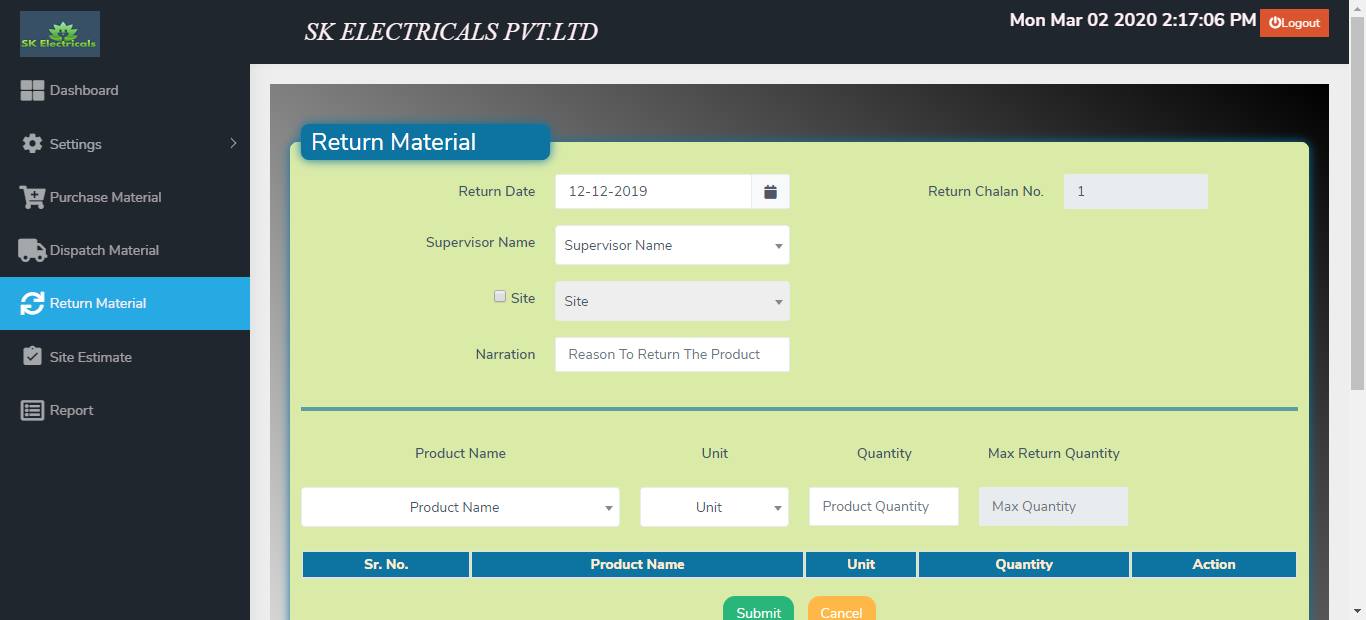 SK Electricals
SK ELECTRICALS PVT.LTD
Mon Mar 02 2020 2:17:06 PM
Logout
Dashboard
Settings
Purchase Material
Dispatch Material
Return Material
Site Estimate
Report
Return Material
Return Date
12-12-2019
Return Chalan No.
1
Supervisor Name
Supervisor Name
Site
Site
Narration
Reason To Return The Product
Product Name Unit Quantity Max Return Quantity
Product Name Unit Product Quantity Max Quantity
Sr. No. Product Name Unit Quantity Action
Submit Cancel